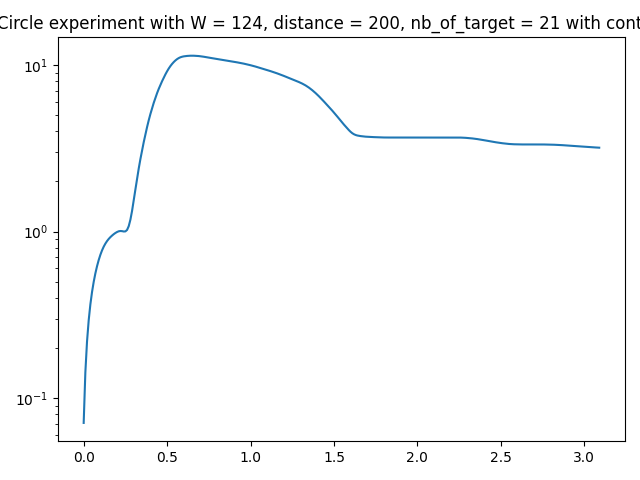 Circle experiment with W = 124, distance = 200, nb_of_target = 21 with cont
10¹
10⁰
10⁻¹
0.0 0.5 1.0 1.5 2.0 2.5 3.0